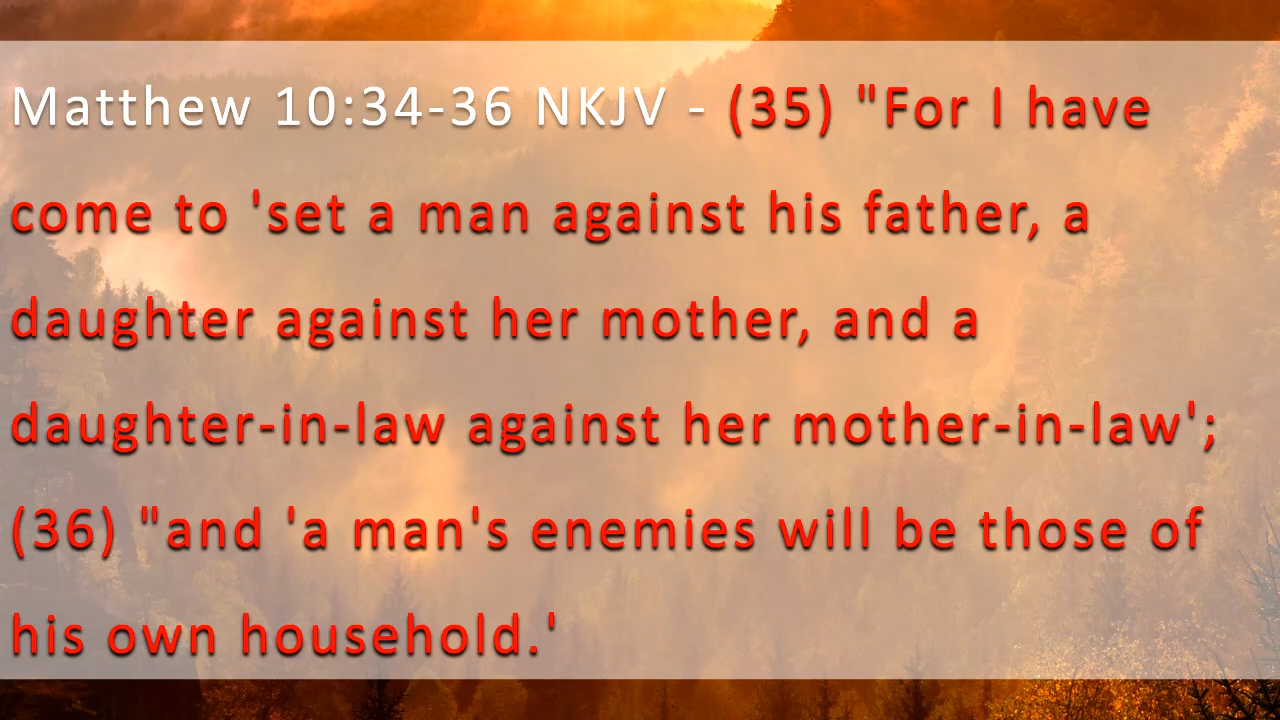 Matthew 10:34-36 NKJV - (35) "For I have
come to 'set a man against his father, a
daughter against her mother, and a
daughter-in-law against her mother-in-law';
(36) "and 'a man's enemies will be those of
his own household.'